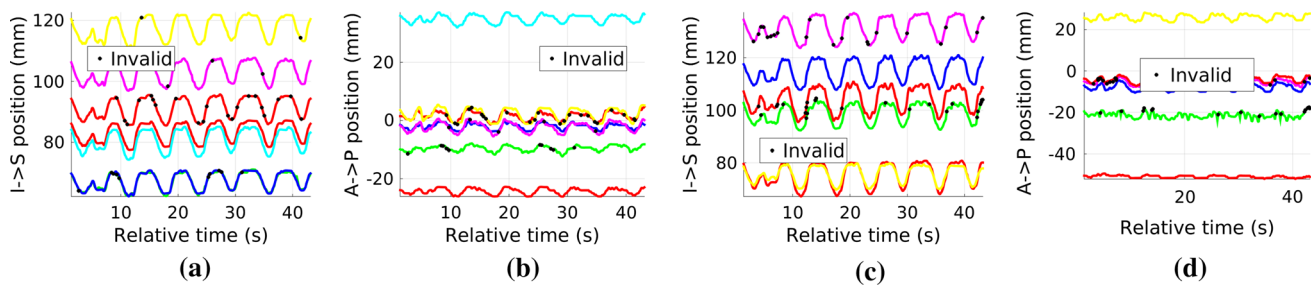 I->S position (mm)
120
100
80
Invalid
10
20
30
40
Relative time (s)
(a)
A->P position (mm)
20
0
-20
Invalid
10
20
30
40
Relative time (s)
(b)
I->S position (mm)
120
100
80
Invalid
10
20
30
40
Relative time (s)
(c)
A->P position (mm)
20
0
-20
-40
Invalid
20
40
Relative time (s)
(d)